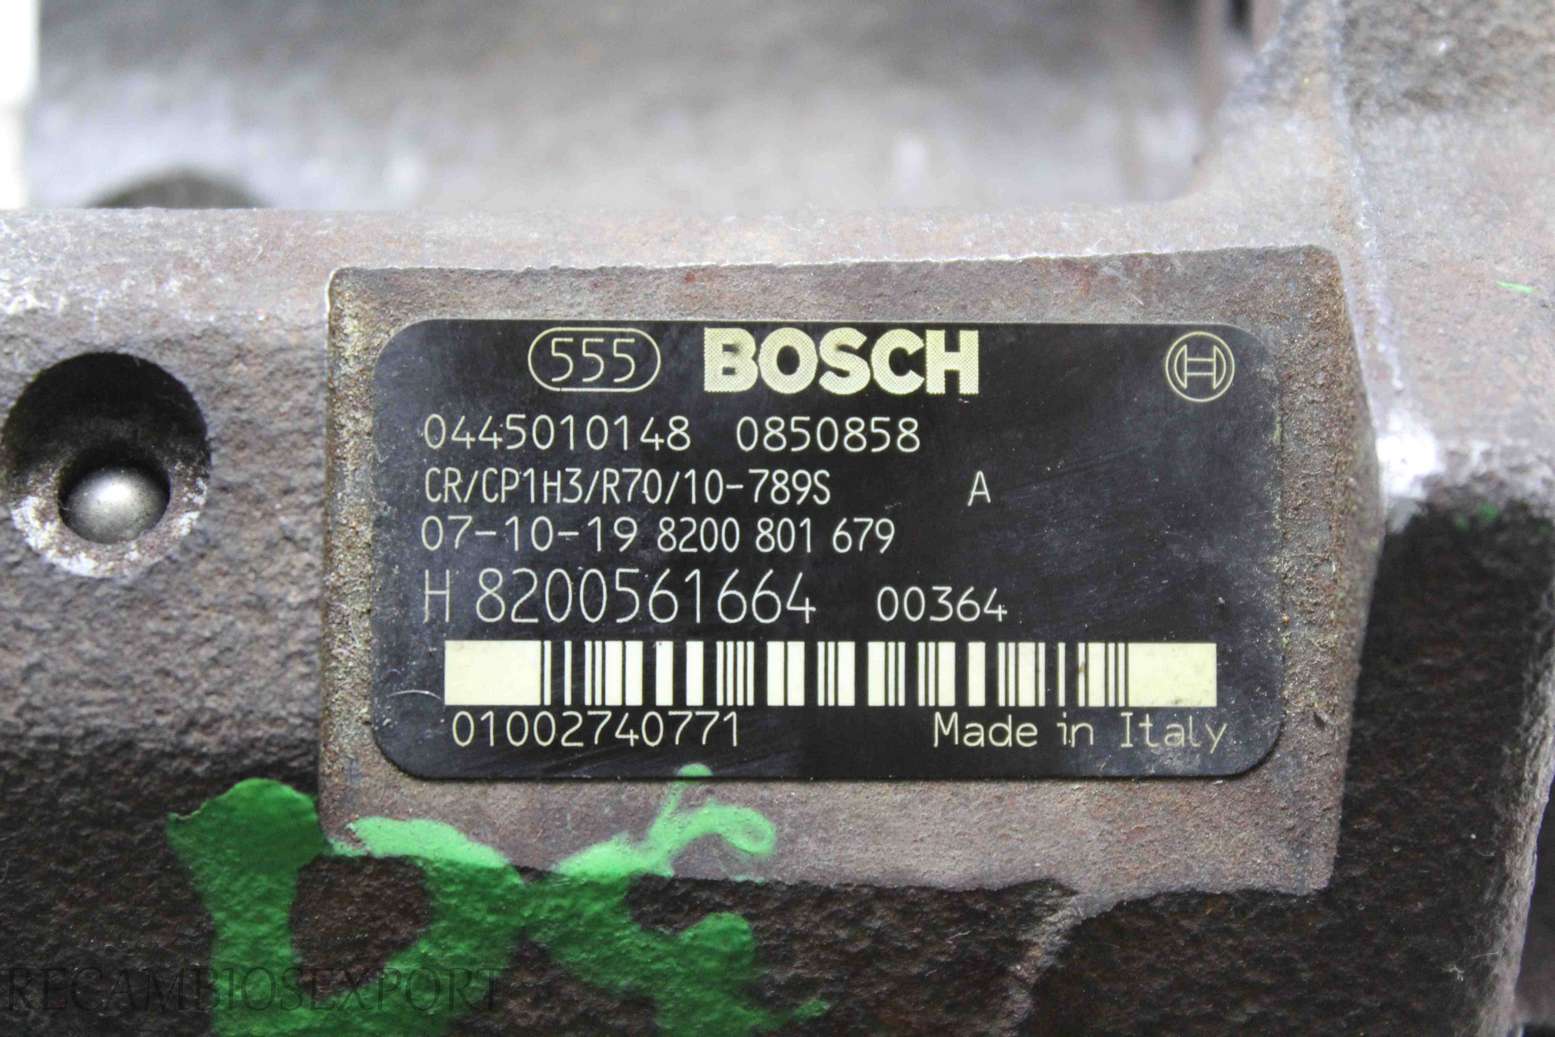 555 BOSCH
0445010148 0850858
CR/CP1H3/R70/10-789S A
07-10-19 8200 801 679
H 8200561664 00364
01002740771 Made in Italy
RECAMBIOSEXPORT